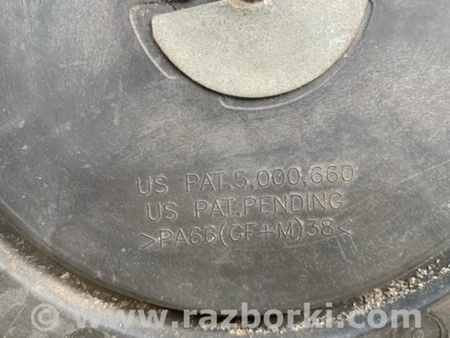 US PAT.5,000,660
US PAT.PENDING
>PA66(GF+M)38<
© www.razborki.com/